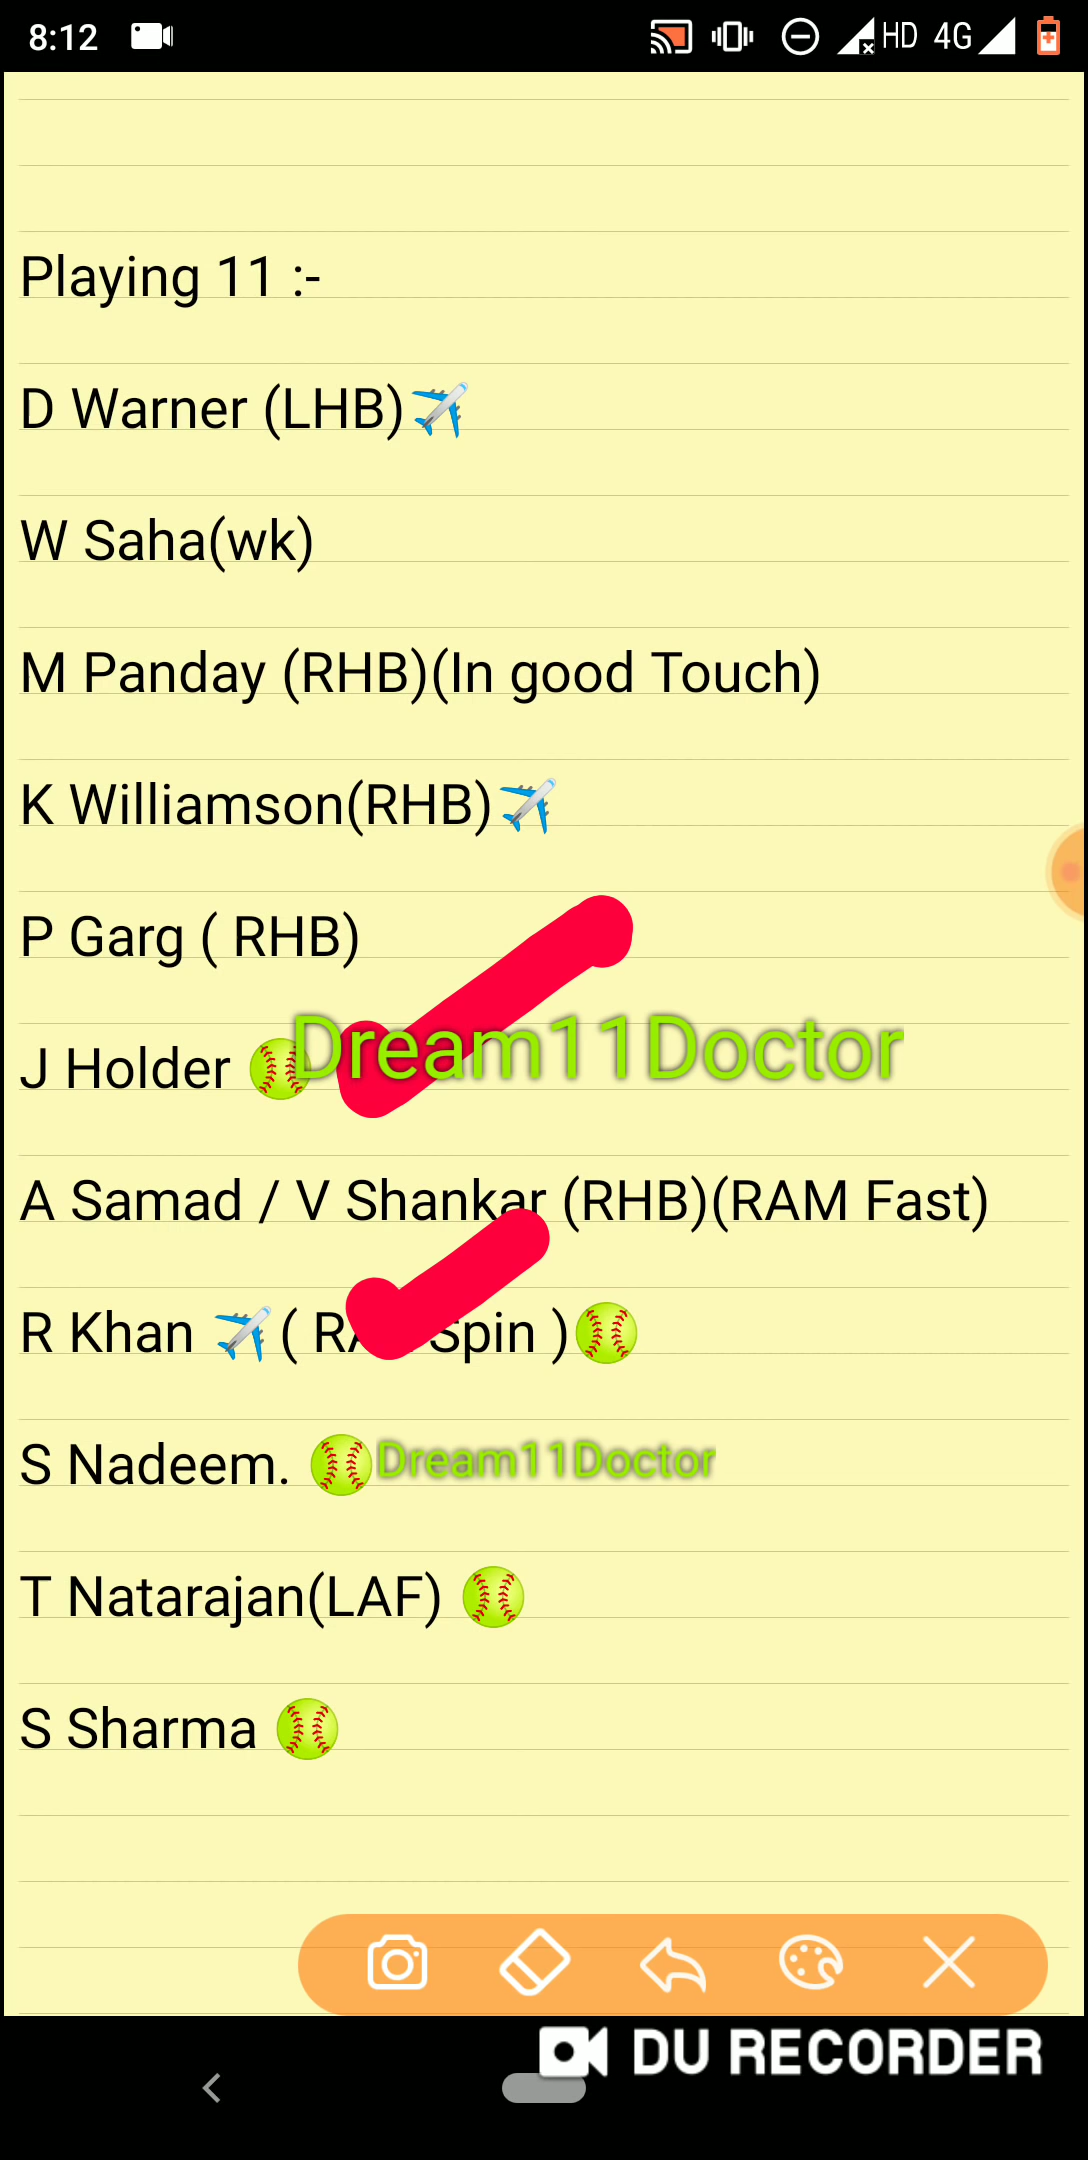 8:12 HD 4G
Playing 11 :-
D Warner (LHB)✈️
W Saha(wk)
M Panday (RHB)(In good Touch)
K Williamson(RHB)✈️
P Garg ( RHB)
J Holder 🥎
Dream11Doctor
A Samad / V Shankar (RHB)(RAM Fast)
R Khan ✈️( Spin )🥎
S Nadeem. 🥎
Dream11Doctor
T Natarajan(LAF) 🥎
S Sharma 🥎
DU RECORDER